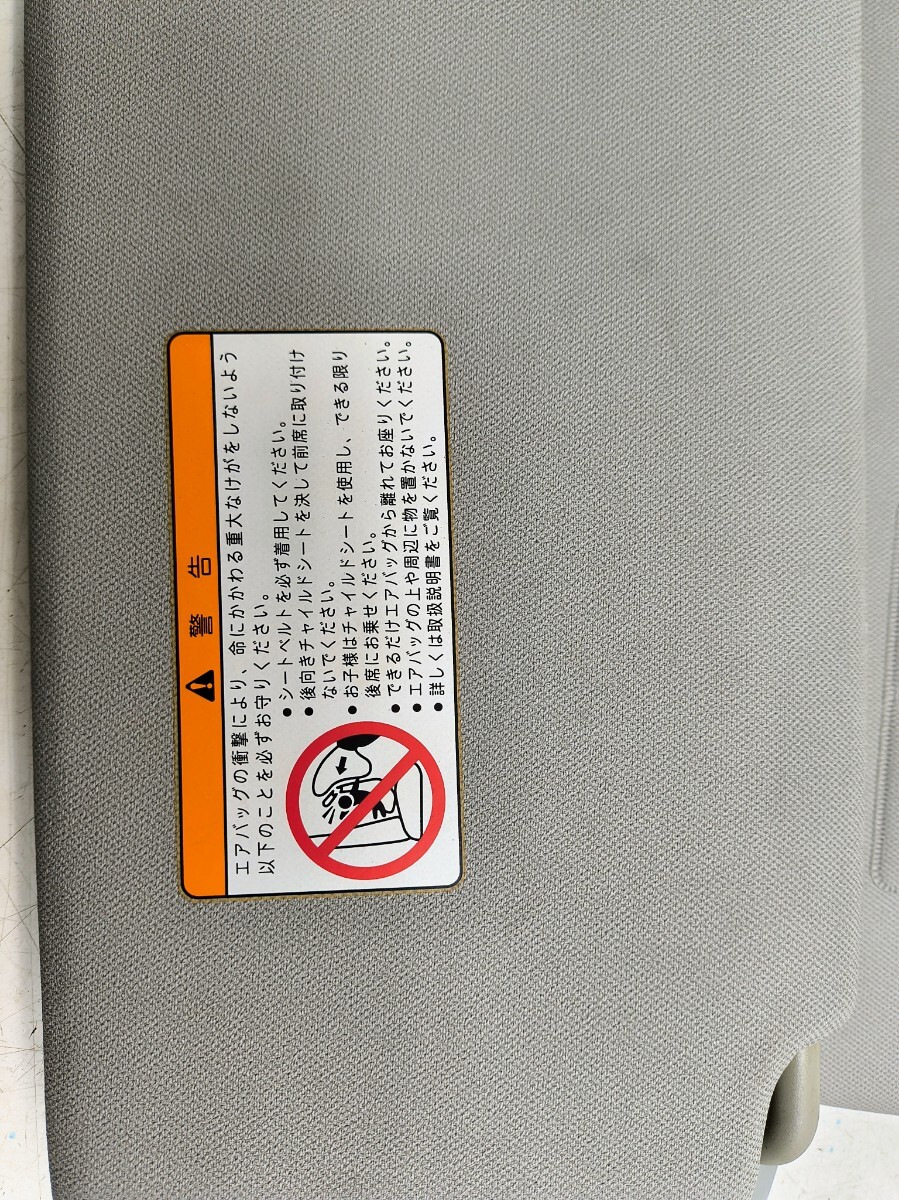 ⚠ 警 告
エアバッグの衝撃により、命にかかわる重大なけがをしないよう
以下のことを必ずお守りください。
● シートベルトを必ず着用してください。
● 後向きチャイルドシートを決して前席に取り付け
ないでください。
● お子様はチャイルドシートを使用し、できる限り
後席にお乗せください。
● できるだけエアバッグから離れてお座りください。
● エアバッグの上や周辺に物を置かないでください。
● 詳しくは取扱説明書をご覧ください。